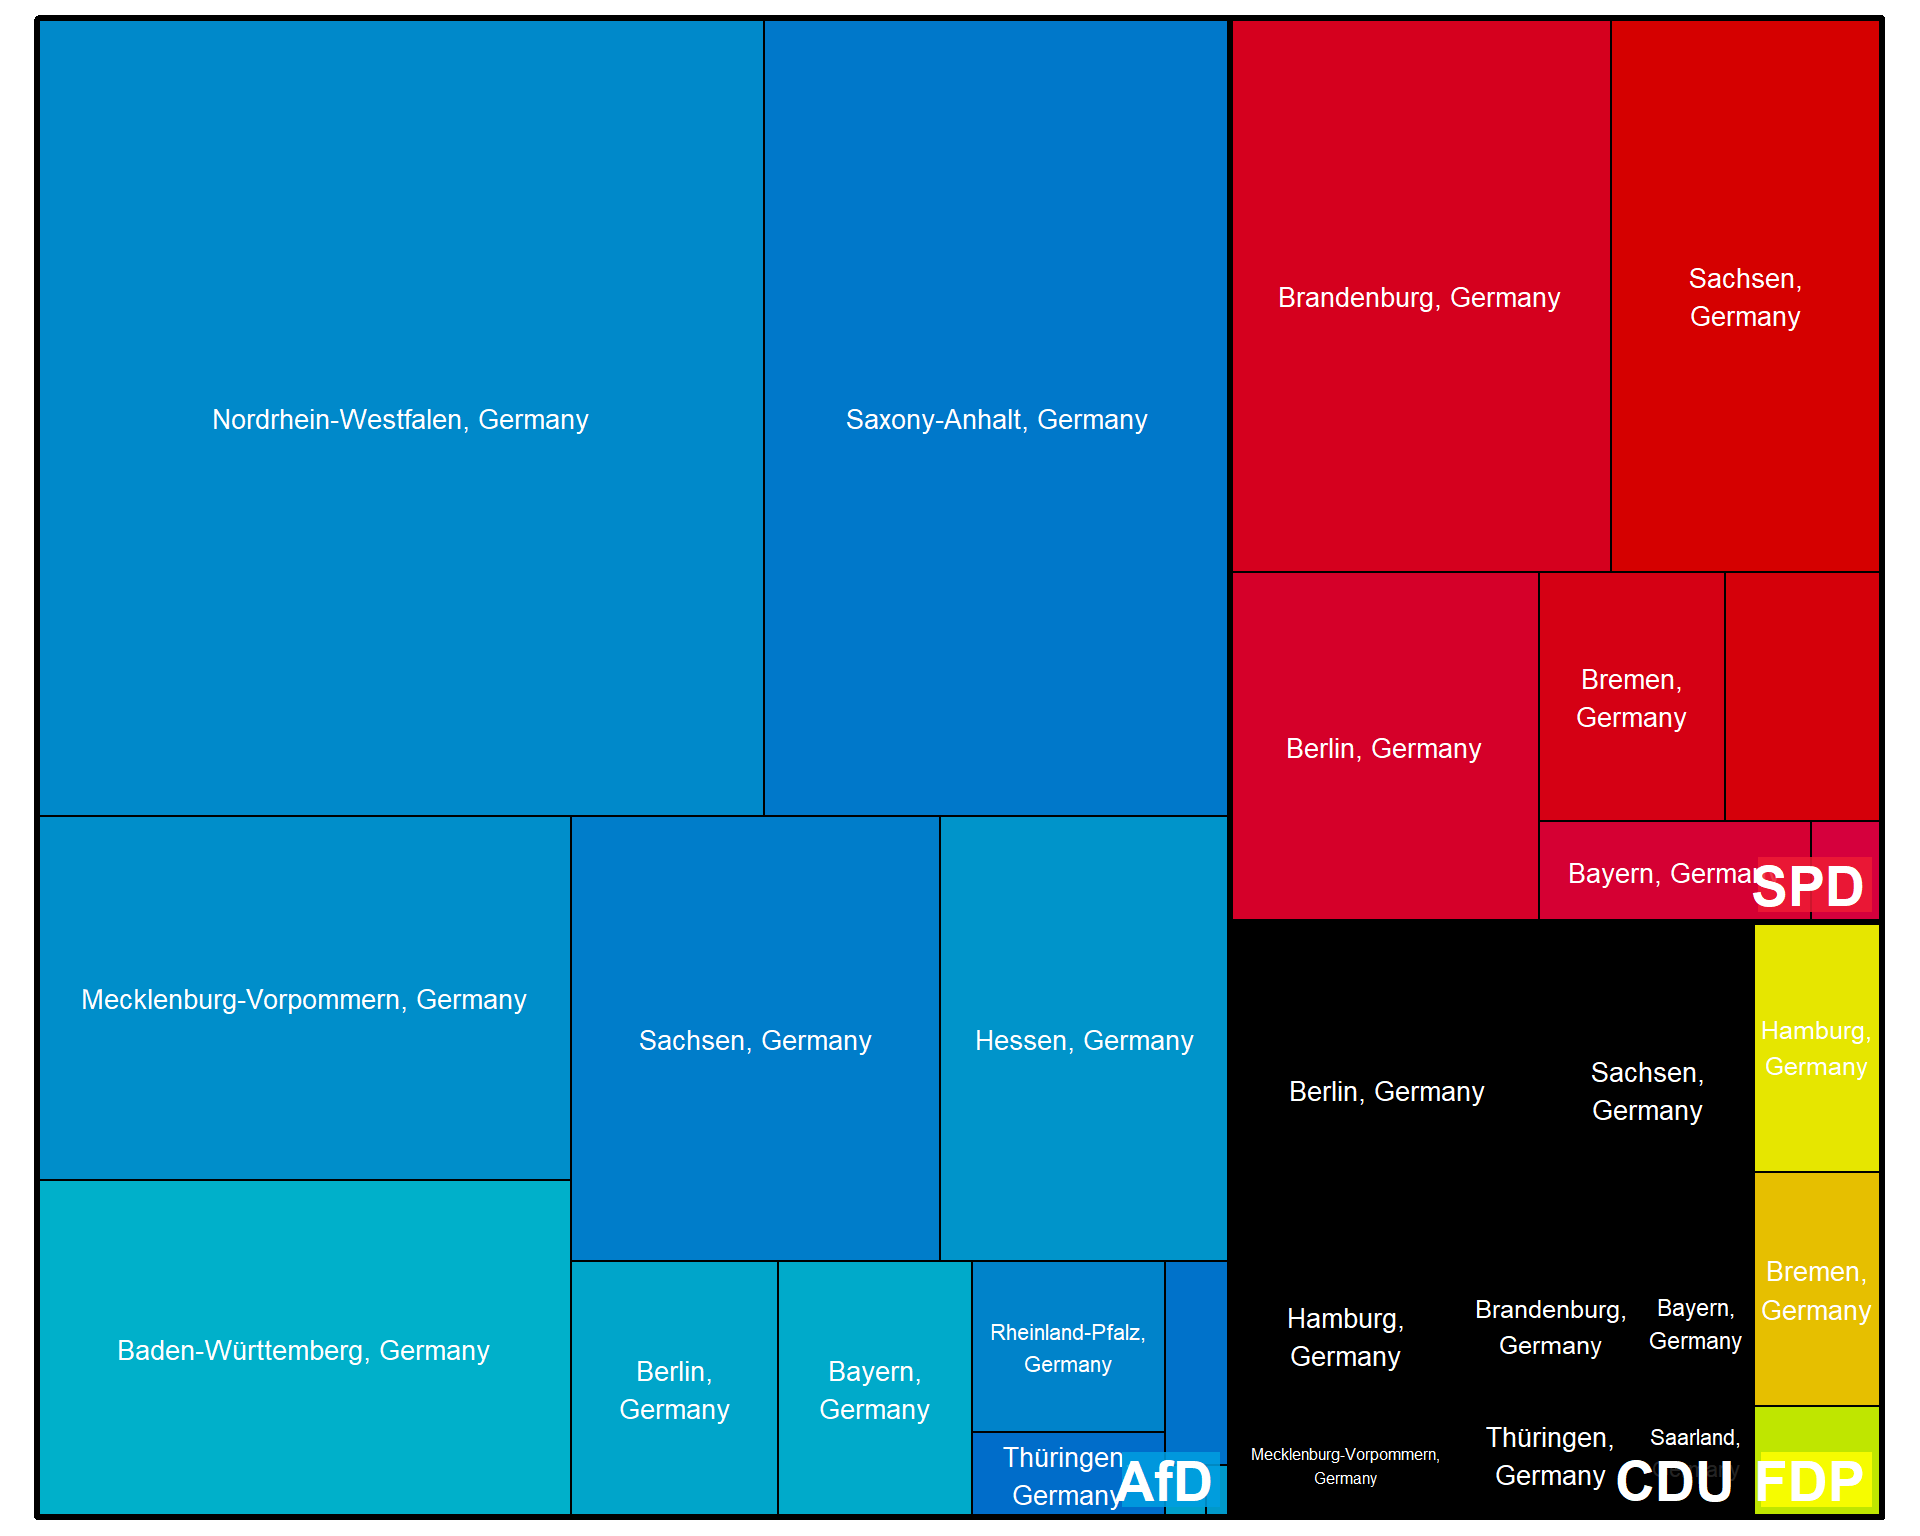 Nordrhein-Westfalen, Germany
Saxony-Anhalt, Germany
Mecklenburg-Vorpommern, Germany
Sachsen, Germany
Hessen, Germany
Baden-Württemberg, Germany
Berlin,
Germany
Bayern,
Germany
Rheinland-Pfalz,
Germany
Thüringen
Germany
AfD
Brandenburg, Germany
Sachsen,
Germany
Berlin, Germany
Bremen,
Germany
Bayern, German
SPD
Berlin, Germany
Sachsen,
Germany
Hamburg,
Germany
Brandenburg,
Germany
Bayern,
Germany
Mecklenburg-Vorpommern,
Germany
Thüringen,
Germany
Saarland,
Germany
CDU
Hamburg,
Germany
Bremen,
Germany
FDP